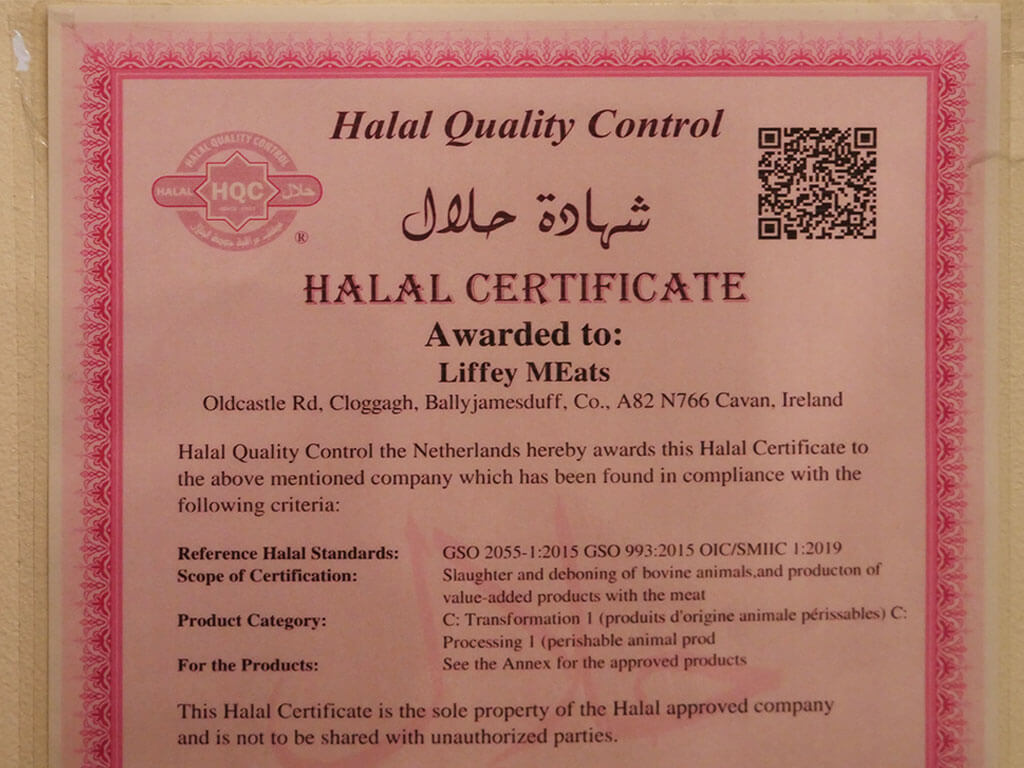 Halal Quality Control
HALAL QUALITY CONTROL
HALAL HQC حلال
®
شهادة حلال
HALAL CERTIFICATE
Awarded to:
Liffey MEats
Oldcastle Rd, Cloggagh, Ballyjamesduff, Co., A82 N766 Cavan, Ireland
Halal Quality Control the Netherlands hereby awards this Halal Certificate to
the above mentioned company which has been found in compliance with the
following criteria:
Reference Halal Standards: GSO 2055-1:2015 GSO 993:2015 OIC/SMIIC 1:2019
Scope of Certification: Slaughter and deboning of bovine animals,and producton of
value-added products with the meat
Product Category: C: Transformation 1 (produits d'origine animale périssables) C:
Processing 1 (perishable animal prod
For the Products: See the Annex for the approved products
This Halal Certificate is the sole property of the Halal approved company
and is not to be shared with unauthorized parties.